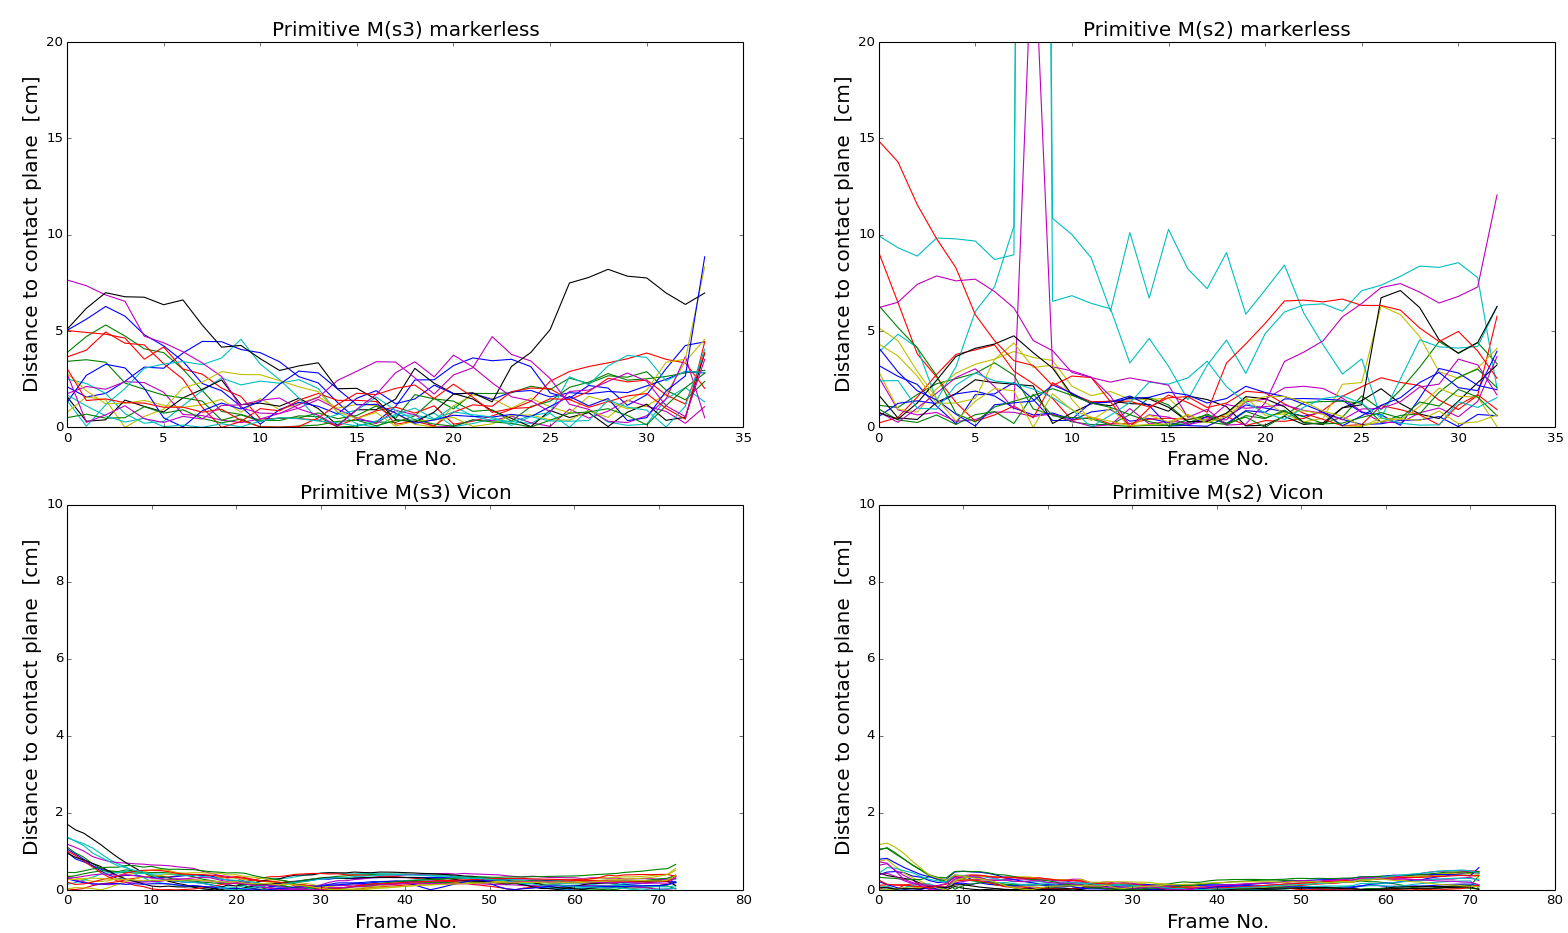 Primitive M(s3) markerless
Distance to contact plane [cm]
20
15
10
5
0
0 5 10 15 20 25 30 35
Frame No.
Primitive M(s2) markerless
Distance to contact plane [cm]
20
15
10
5
0
0 5 10 15 20 25 30 35
Frame No.
Primitive M(s3) Vicon
Distance to contact plane [cm]
10
8
6
4
2
0
0 10 20 30 40 50 60 70 80
Frame No.
Primitive M(s2) Vicon
Distance to contact plane [cm]
10
8
6
4
2
0
0 10 20 30 40 50 60 70 80
Frame No.